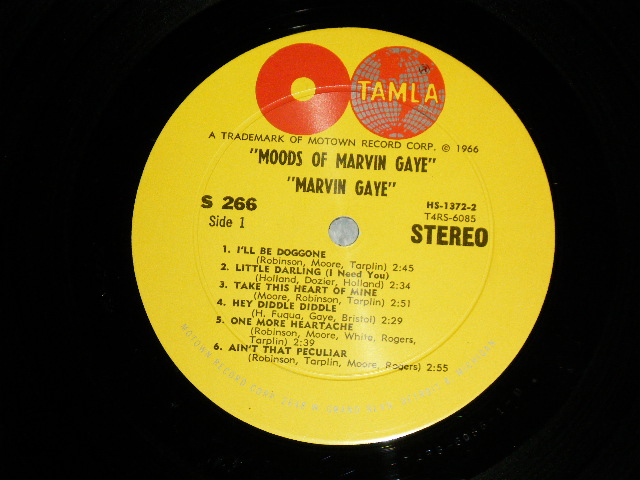 TAMLA
A TRADEMARK OF MOTOWN RECORD CORP. © 1966
"MOODS OF MARVIN GAYE"
"MARVIN GAYE"
S 266
Side 1
HS-1372-2
T4RS-6085
STEREO
1. I'LL BE DOGGONE
(Robinson, Moore, Tarplin) 2:45
2. LITTLE DARLING (I Need You)
(Holland, Dozier, Holland) 2:34
3. TAKE THIS HEART OF MINE
(Moore, Robinson, Tarplin) 2:51
4. HEY DIDDLE DIDDLE
(H. Fuqua, Gaye, Bristol) 2:29
5. ONE MORE HEARTACHE
(Robinson, Moore, White, Rogers,
Tarplin) 2:39
6. AIN'T THAT PECULIAR
(Robinson, Tarplin, Moore, Rogers) 2:55